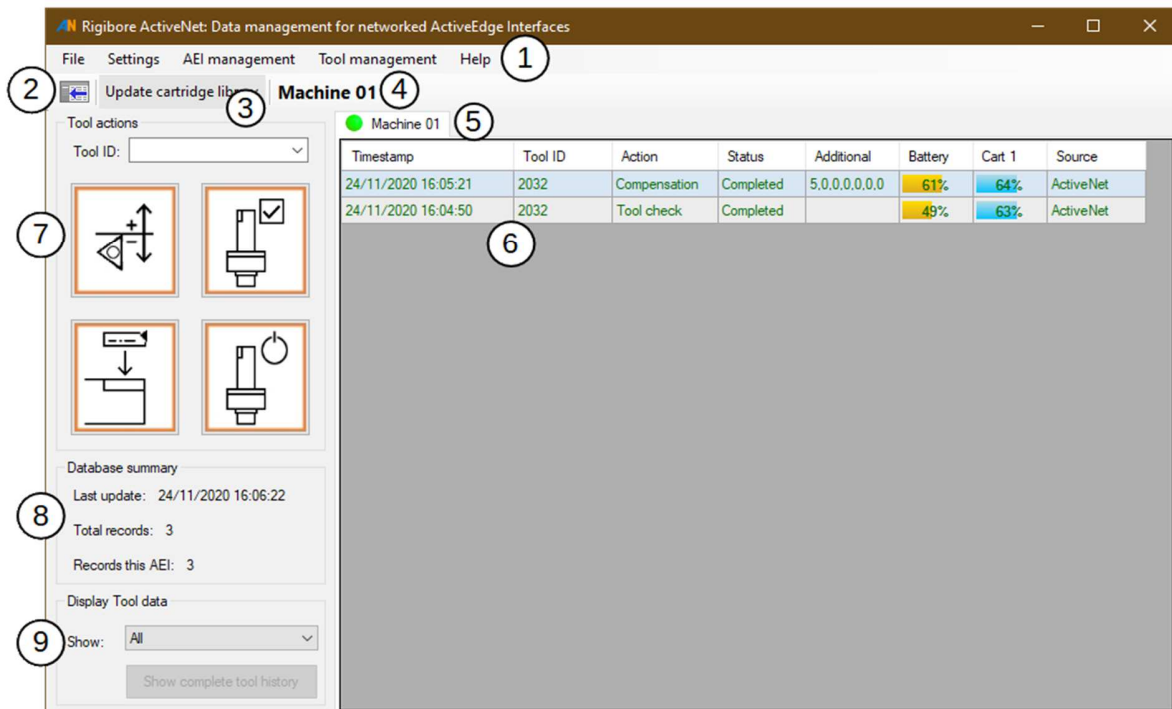 AN Rigibore ActiveNet: Data management for networked ActiveEdge Interfaces
File Settings AEI management Tool management Help 1
2 Update cartridge 3 Machine 01 4
Tool actions
Tool ID:
Machine 01 5
Timestamp Tool ID Action Status Additional Battery Cart 1 Source
24/11/2020 16:05:21 2032 Compensation Completed 5,0,0,0,0,0,0 61% 64% ActiveNet
24/11/2020 16:04:50 2032 Tool check Completed 49% 63% ActiveNet
6
7
+
-
Database summary
Last update: 24/11/2020 16:06:22
8
Total records: 3
Records this AEI: 3
Display Tool data
9 Show: All
Show complete tool history